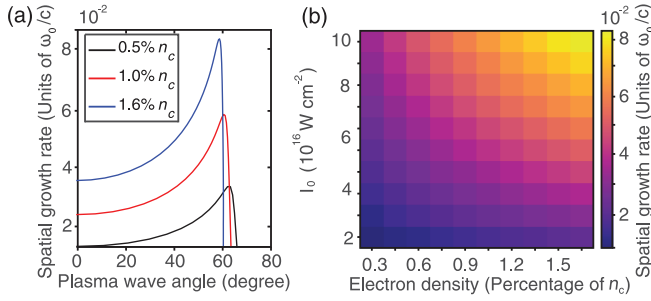 (a)
10⁻²
Spatial growth rate (Units of ω₀/c)
8
6
4
2
0.5% n_c
1.0% n_c
1.6% n_c
0 20 40 60 80
Plasma wave angle (degree)
(b)
I₀ (10¹⁶ W cm⁻²)
10
8
6
4
2
0.3 0.6 0.9 1.2 1.5
Electron density (Percentage of n_c)
10⁻²
8
6
4
2
Spatial growth rate (Units of ω₀/c)